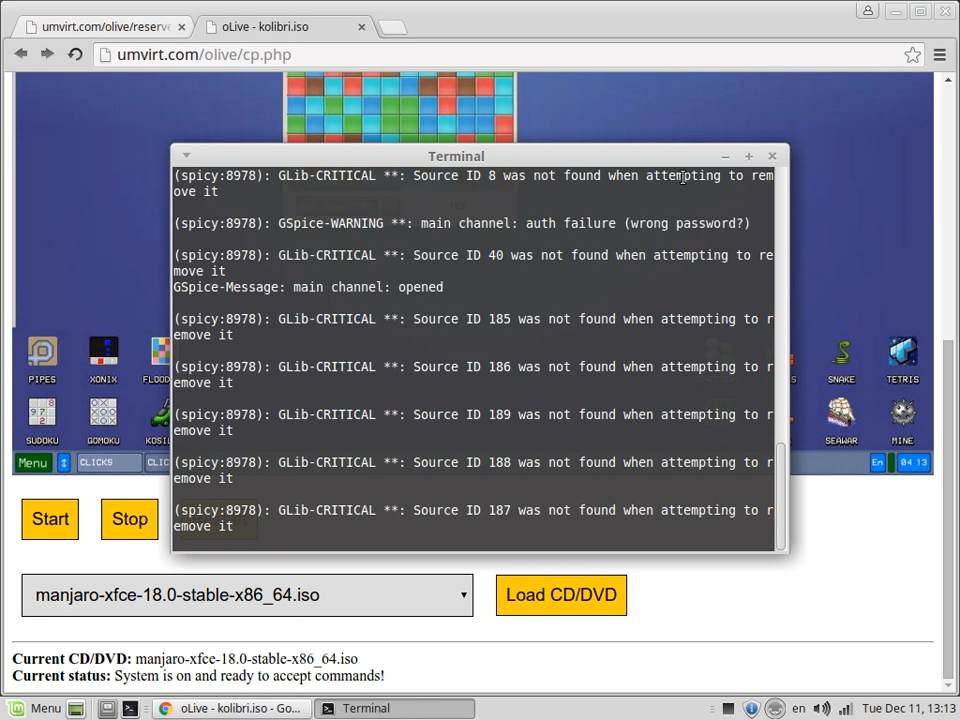 umvirt.com/olive/reserve
oLive - kolibri.iso
umvirt.com/olive/cp.php
Terminal
(spicy:8978): GLib-CRITICAL **: Source ID 8 was not found when attempting to rem
ove it
(spicy:8978): GSpice-WARNING **: main channel: auth failure (wrong password?)
(spicy:8978): GLib-CRITICAL **: Source ID 40 was not found when attempting to re
move it
GSpice-Message: main channel: opened
(spicy:8978): GLib-CRITICAL **: Source ID 185 was not found when attempting to r
emove it
(spicy:8978): GLib-CRITICAL **: Source ID 186 was not found when attempting to r
emove it
(spicy:8978): GLib-CRITICAL **: Source ID 189 was not found when attempting to r
emove it
(spicy:8978): GLib-CRITICAL **: Source ID 188 was not found when attempting to r
emove it
(spicy:8978): GLib-CRITICAL **: Source ID 187 was not found when attempting to r
emove it
PIPES XONIX FLOOD SNAKE TETRIS
SUDOKU GOMOKU KOSIL SEAWAR MINE
Menu CLICKS CLIC En 04 13
Start Stop
manjaro-xfce-18.0-stable-x86_64.iso Load CD/DVD
Current CD/DVD: manjaro-xfce-18.0-stable-x86_64.iso
Current status: System is on and ready to accept commands!
Menu oLive - kolibri.iso - Go... Terminal en Tue Dec 11, 13:13